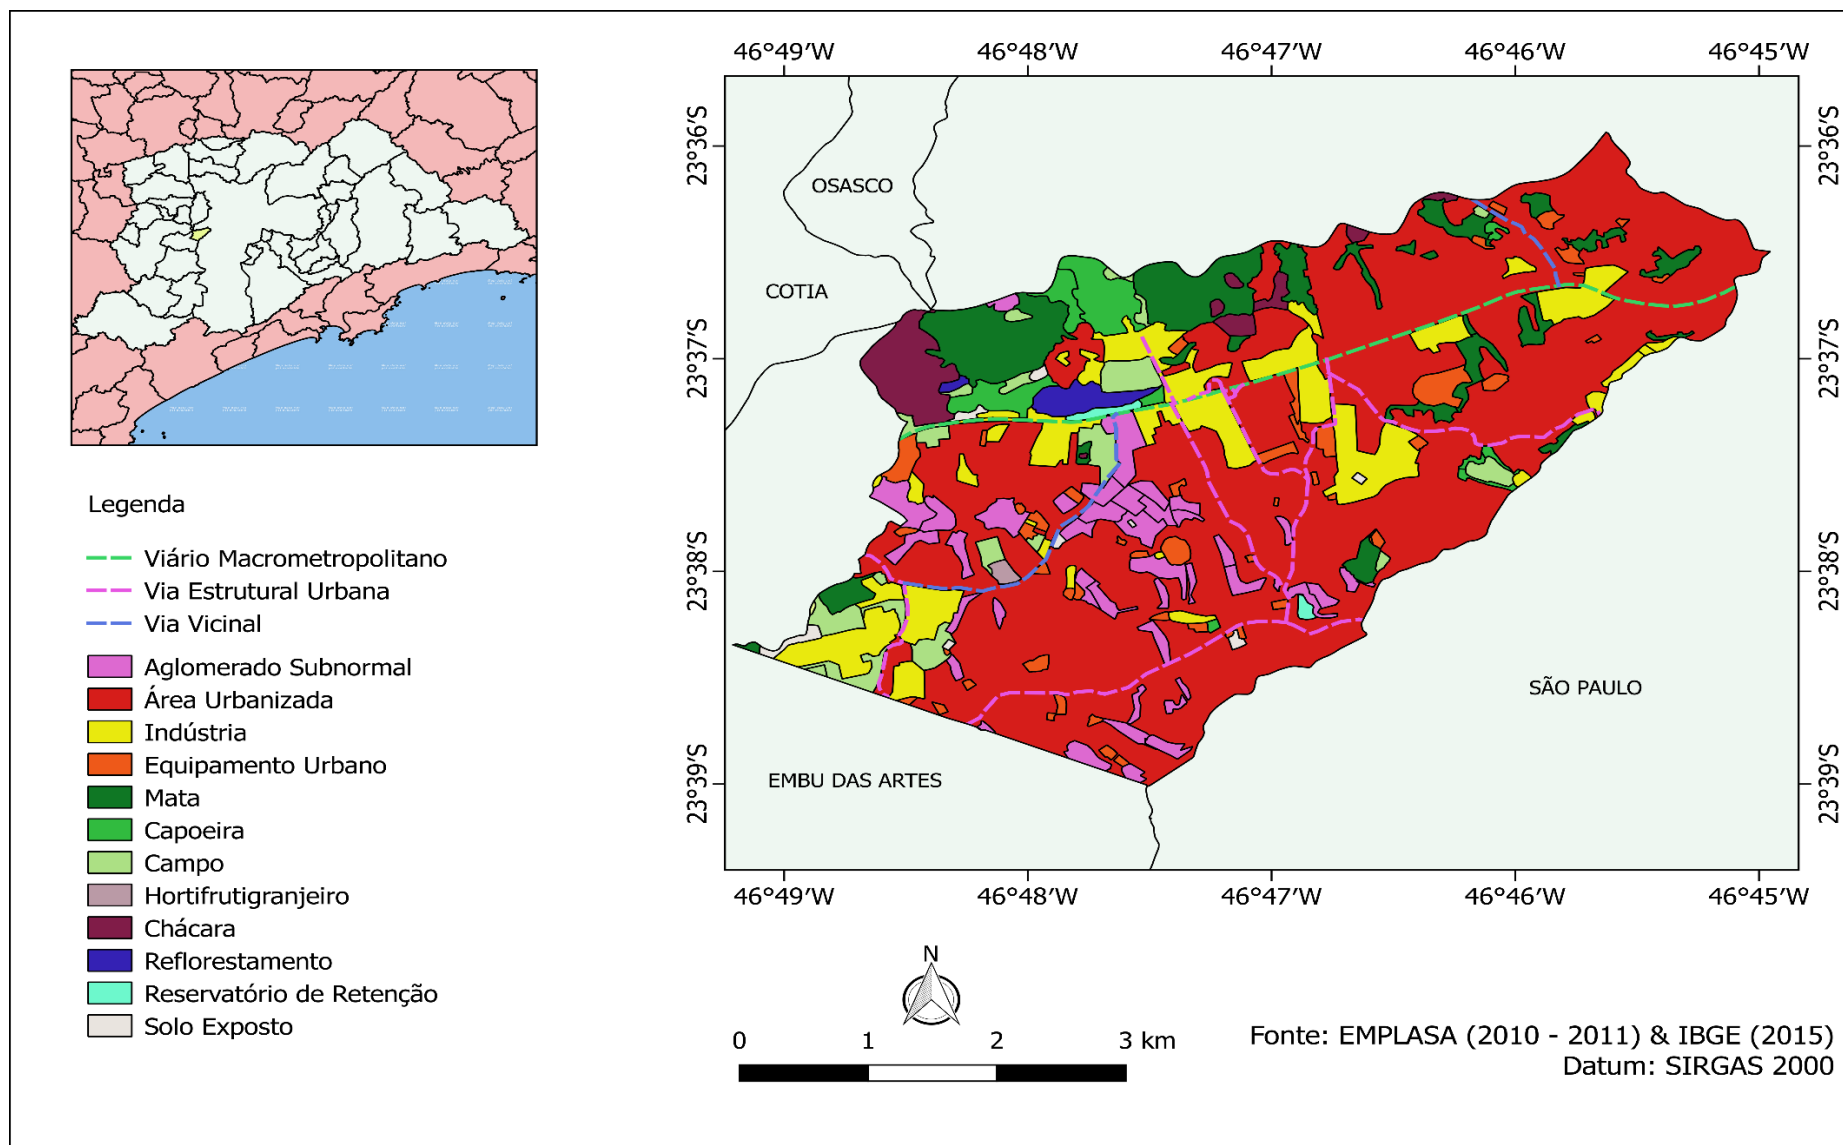 46°49'W 46°48'W 46°47'W 46°46'W 46°45'W
23°36'S 23°36'S
OSASCO
COTIA
23°37'S 23°37'S
23°38'S 23°38'S
SÃO PAULO
EMBU DAS ARTES
23°39'S 23°39'S
46°49'W 46°48'W 46°47'W 46°46'W 46°45'W
Legenda
Viário Macrometropolitano
Via Estrutural Urbana
Via Vicinal
Aglomerado Subnormal
Área Urbanizada
Indústria
Equipamento Urbano
Mata
Capoeira
Campo
Hortifrutigranjeiro
Chácara
Reflorestamento
Reservatório de Retenção
Solo Exposto
N
0 1 2 3 km
Fonte: EMPLASA (2010 - 2011) & IBGE (2015)
Datum: SIRGAS 2000